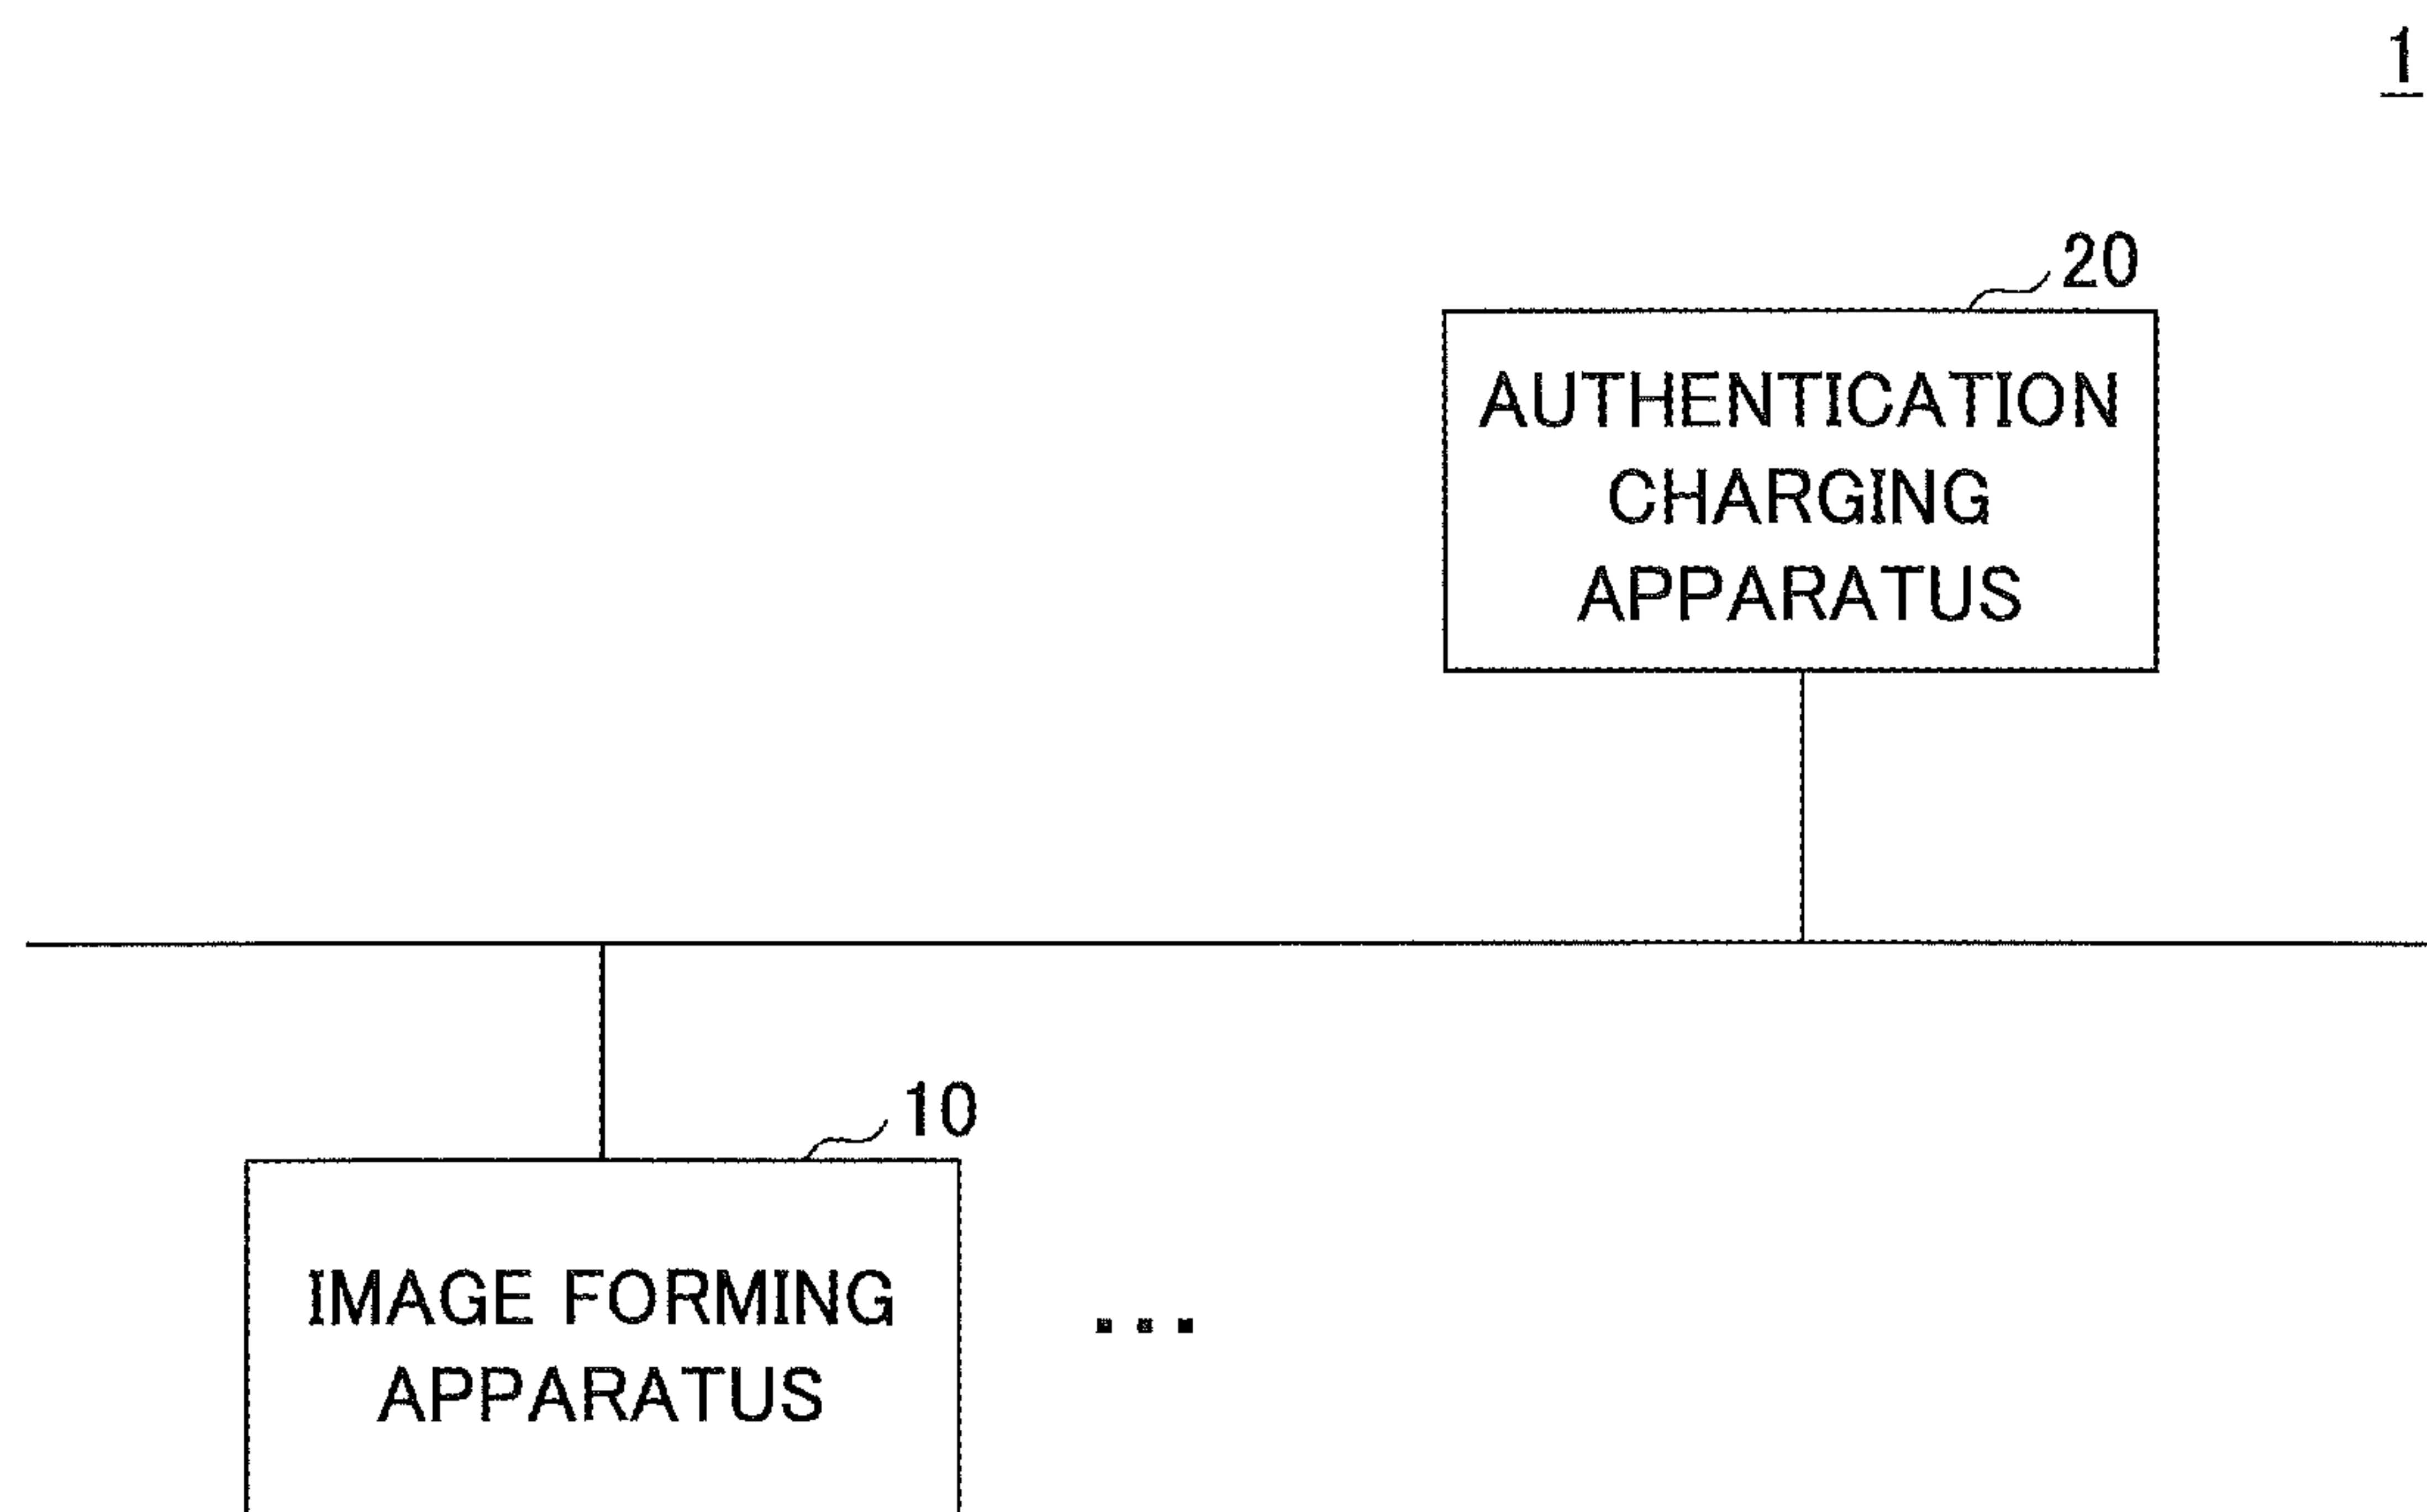 1
20
AUTHENTICATION
CHARGING
APPARATUS
10
IMAGE FORMING
APPARATUS
...